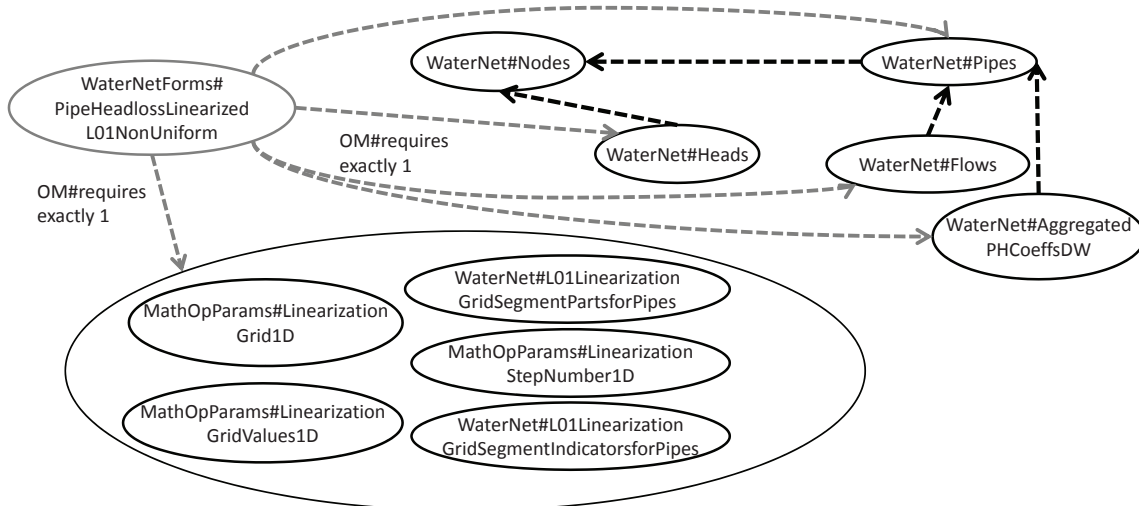 WaterNetForms#
PipeHeadlossLinearized
L01NonUniform
WaterNet#Nodes
WaterNet#Pipes
OM#requires
exactly 1
WaterNet#Heads
WaterNet#Flows
OM#requires
exactly 1
WaterNet#Aggregated
PHCoeffsDW
MathOpParams#Linearization
Grid1D
WaterNet#L01Linearization
GridSegmentPartsforPipes
MathOpParams#Linearization
StepNumber1D
MathOpParams#Linearization
GridValues1D
WaterNet#L01Linearization
GridSegmentIndicatorsforPipes